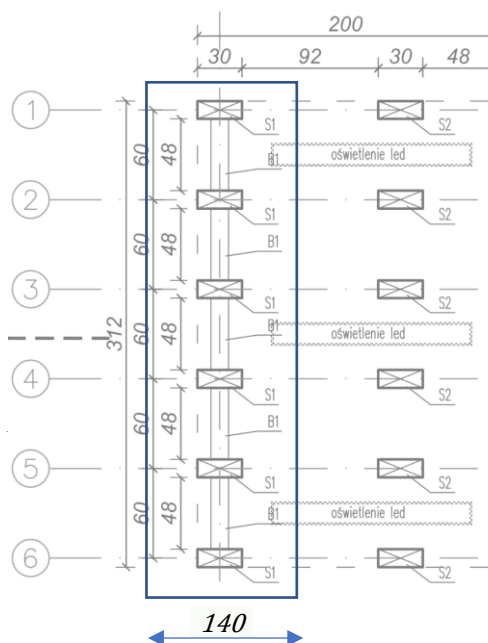 200
30 92 30 48
1
S1 S2
60 48 B1 oświetlenie led
2
S1 S2
60 48 B1
3
S1 S2
312 60 48 B1 oświetlenie led
4
S1 S2
60 48 B1
5
S1 S2
60 48 B1 oświetlenie led
6
S1 S2
140